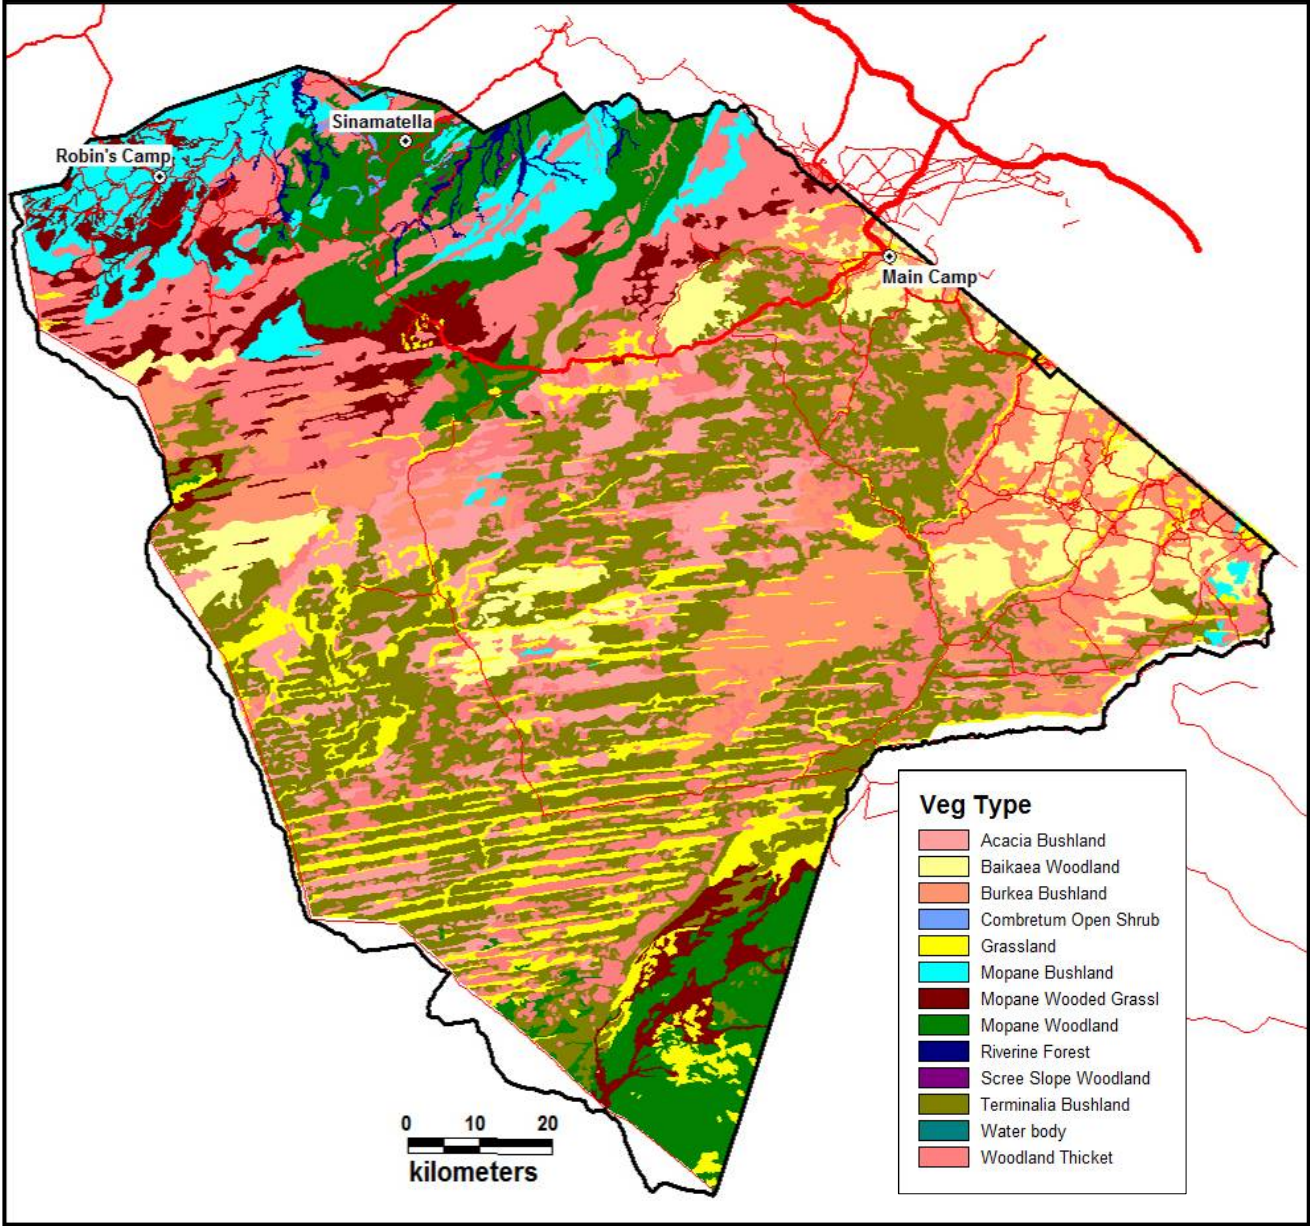 Sinamatella
Robin's Camp
Main Camp
Veg Type
Acacia Bushland
Baikaea Woodland
Burkea Bushland
Combretum Open Shrub
Grassland
Mopane Bushland
Mopane Wooded Grassl
Mopane Woodland
Riverine Forest
Scree Slope Woodland
Terminalia Bushland
Water body
Woodland Thicket
0 10 20
kilometers